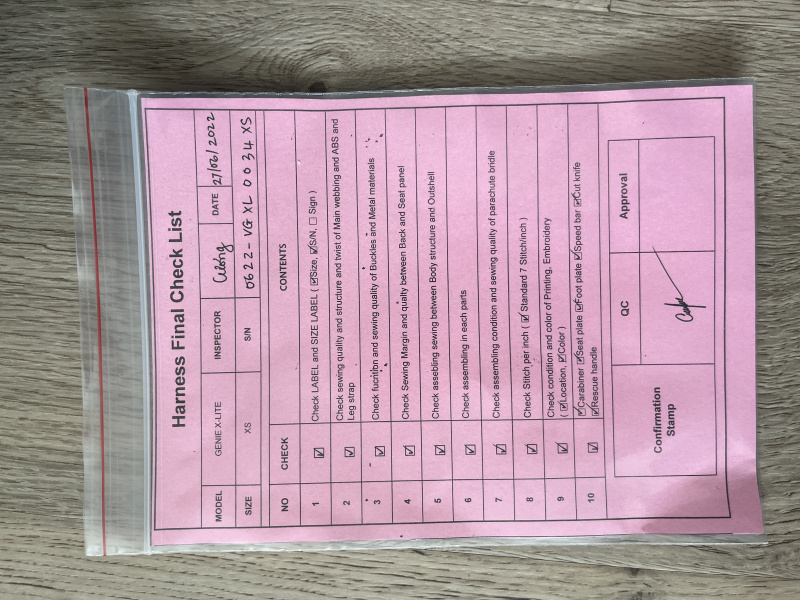 Harness Final Check List
MODEL GENIE X-LITE INSPECTOR Cường DATE 27/06/2022
SIZE XS S/N 0622-VGXL0034XS
NO CHECK CONTENTS
1 ☑ Check LABEL and SIZE LABEL ( ☑Size, ☑S/N, ☐ Sign )
2 ☑ Check sewing quality and structure and twist of Main webbing and ABS and
Leg strap
3 ☑ Check fucntion and sewing quality of Buckles and Metal materials
4 ☑ Check Sewing Margin and qualty between Back and Seat panel
5 ☑ Check assebling sewing between Body structure and Outshell
6 ☑ Check assembling in each parts
7 ☑ Check assembling condition and sewing quality of parachute bridle
8 ☑ Check Stitch per inch ( ☑ Standard 7 Stitch/inch )
9 ☑ Check condition and color of Printing, Embroidery
( ☑Location, ☑Color )
10 ☑ ☑Carabiner ☑Seat plate ☑Foot plate ☑Speed bar ☑Cut knife
☑Rescue handle
Confirmation
Stamp
QC Approval